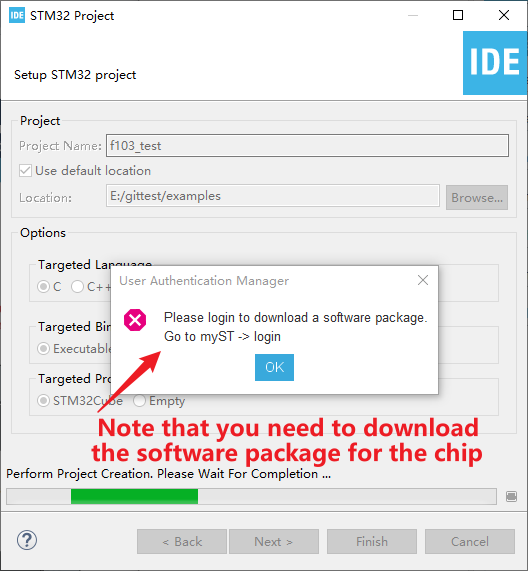 IDE STM32 Project
Setup STM32 project
IDE
Project
Project Name: f103_test
Use default location
Location: E:/gittest/examples Browse...
Options
Targeted Language
C C++
User Authentication Manager
Please login to download a software package.
Go to myST -> login
OK
Targeted Bin
Executable
Targeted Pro
STM32Cube Empty
Note that you need to download
the software package for the chip
Perform Project Creation. Please Wait For Completion ...
? < Back Next > Finish Cancel